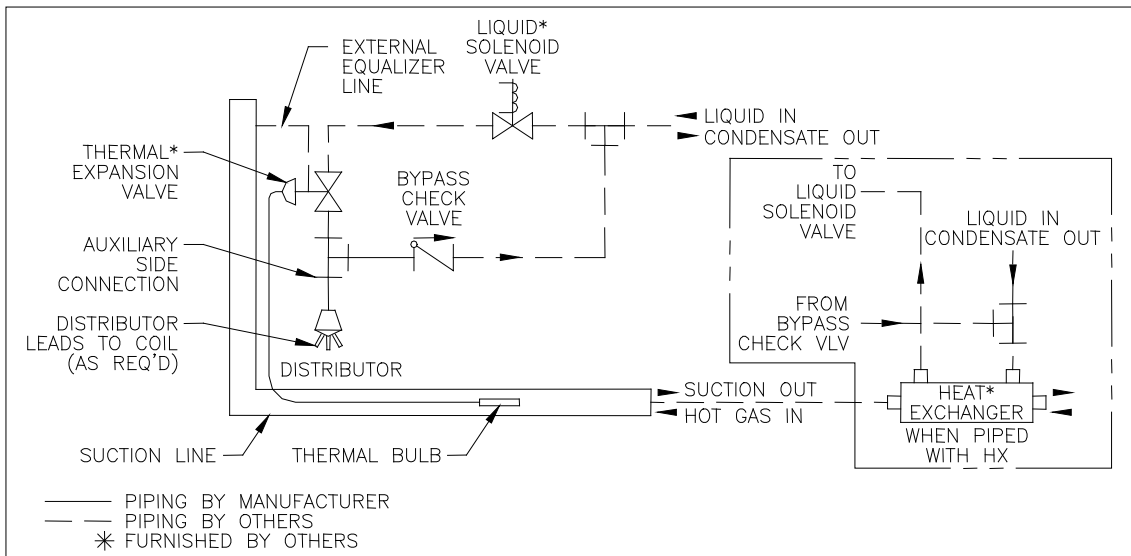 LIQUID*
SOLENOID
VALVE
EXTERNAL
EQUALIZER
LINE
LIQUID IN
CONDENSATE OUT
THERMAL*
EXPANSION
VALVE
BYPASS
CHECK
VALVE
TO
LIQUID
SOLENOID
VALVE
LIQUID IN
CONDENSATE OUT
AUXILIARY
SIDE
CONNECTION
FROM
BYPASS
CHECK VLV
DISTRIBUTOR
LEADS TO COIL
(AS REQ'D)
DISTRIBUTOR
SUCTION OUT
HOT GAS IN
HEAT*
EXCHANGER
WHEN PIPED
WITH HX
SUCTION LINE
THERMAL BULB
PIPING BY MANUFACTURER
PIPING BY OTHERS
* FURNISHED BY OTHERS